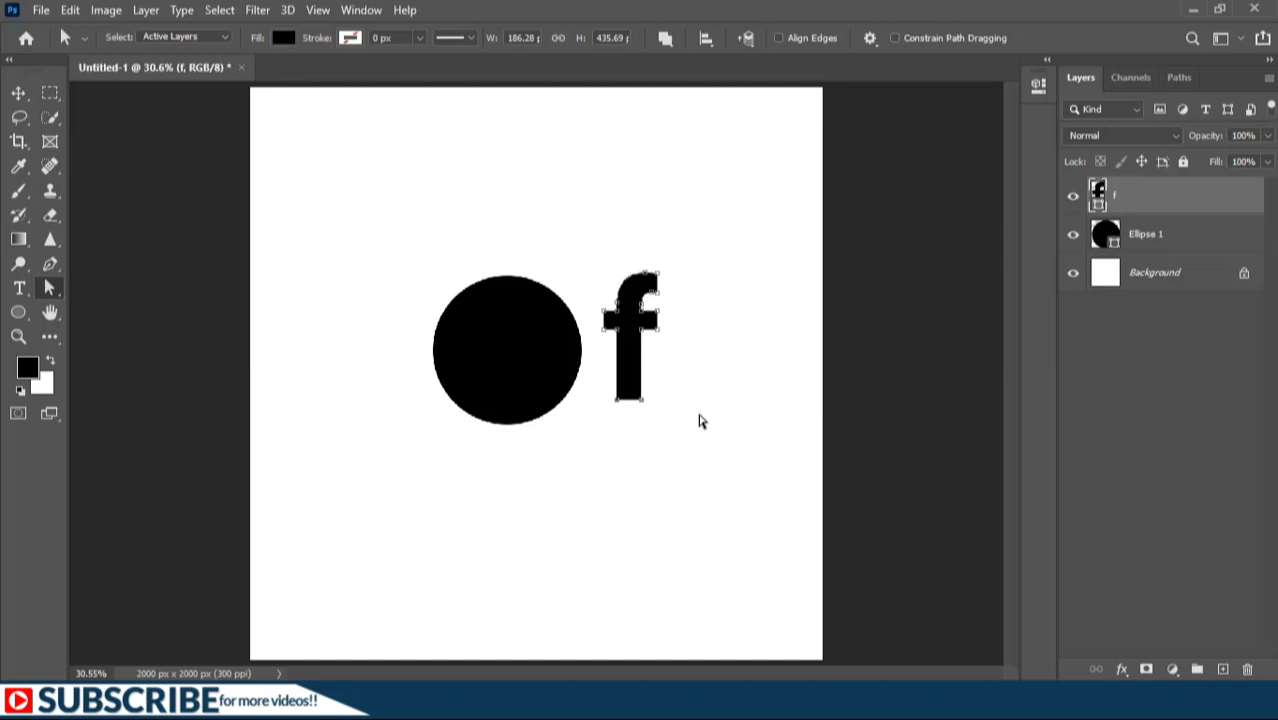 Ps File Edit Image Layer Type Select Filter 3D View Window Help
Select: Active Layers Fill: Stroke: 0 px W: 186.28 H: 435.69 Align Edges Constrain Path Dragging
Untitled-1 @ 30.6% (f, RGB/8) *
Layers Channels Paths
Kind
Normal Opacity: 100%
Lock: Fill: 100%
f
Ellipse 1
Background
f
30.55% 2000 px x 2000 px (300 ppi)
SUBSCRIBE for more videos!!